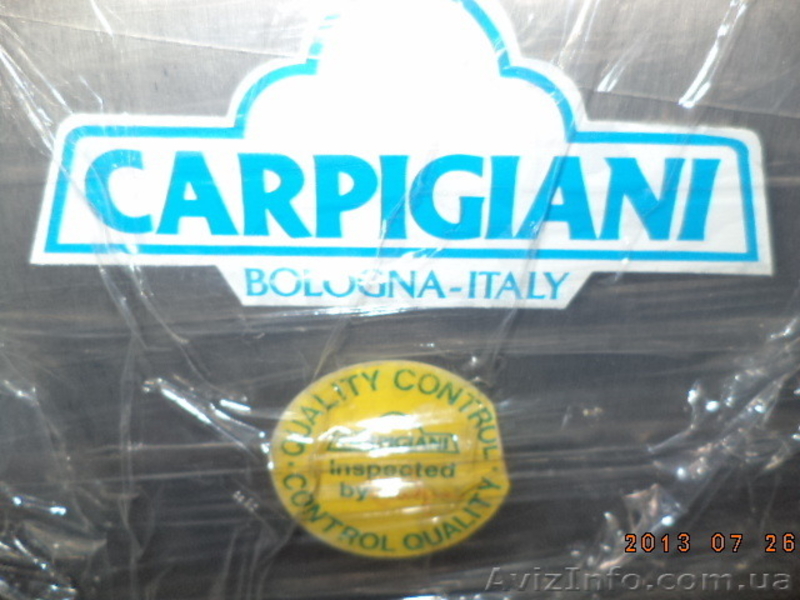 CARPIGIANI
BOLOGNA-ITALY
QUALITY CONTROL
CARPIGIANI
Inspected
by
CONTROL QUALITY
2013 07 26
AvizInfo.com.ua